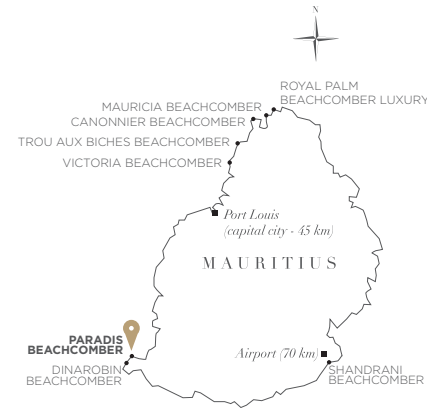 N
ROYAL PALM
BEACHCOMBER LUXURY
MAURICIA BEACHCOMBER
CANONNIER BEACHCOMBER
TROU AUX BICHES BEACHCOMBER
VICTORIA BEACHCOMBER
Port Louis
(capital city - 45 km)
MAURITIUS
PARADIS
BEACHCOMBER
Airport (70 km)
DINAROBIN
BEACHCOMBER
SHANDRANI
BEACHCOMBER